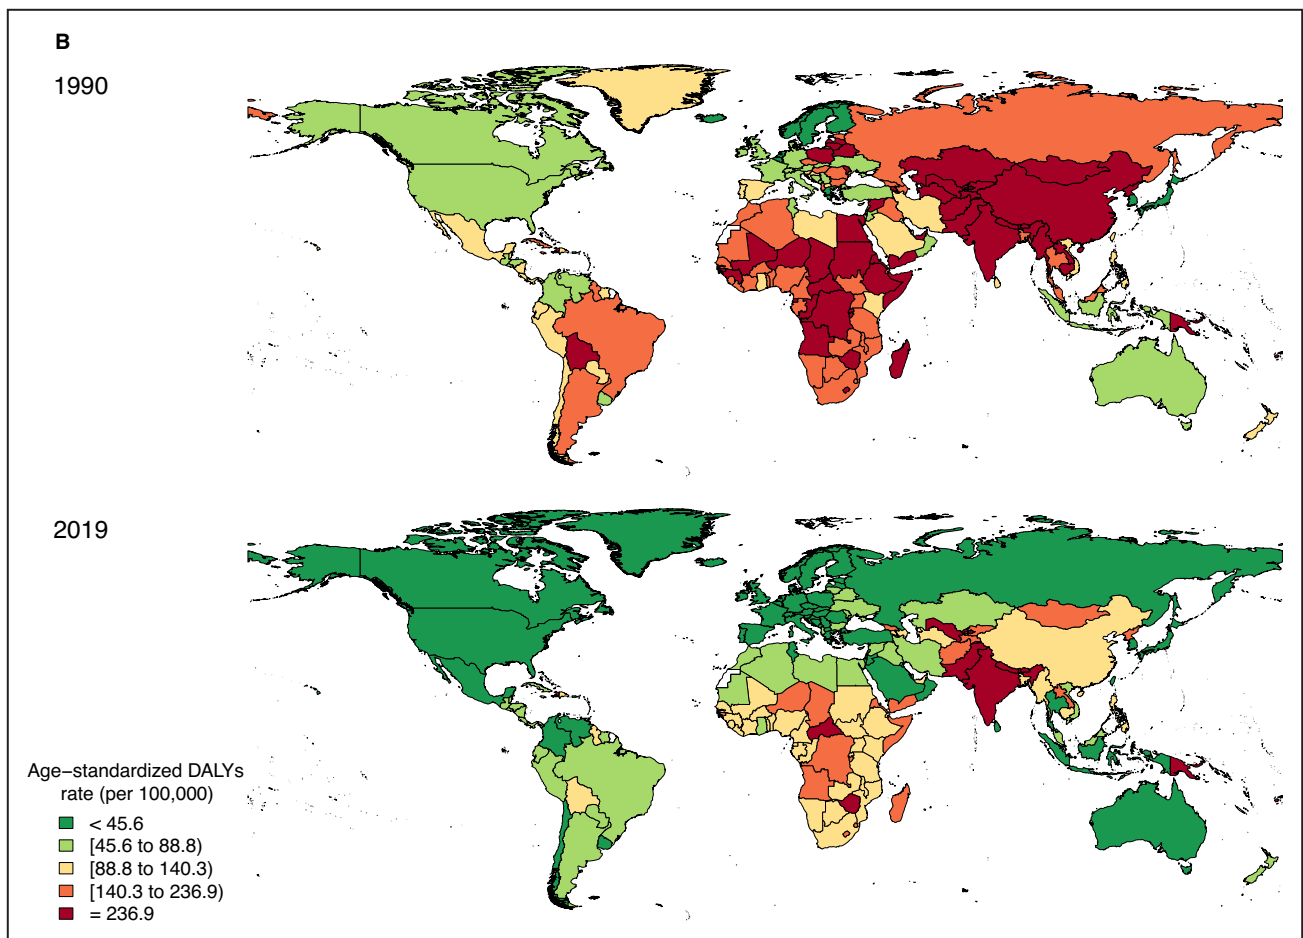 B
1990
2019
Age−standardized DALYs
rate (per 100,000)
< 45.6
[45.6 to 88.8)
[88.8 to 140.3)
[140.3 to 236.9)
= 236.9